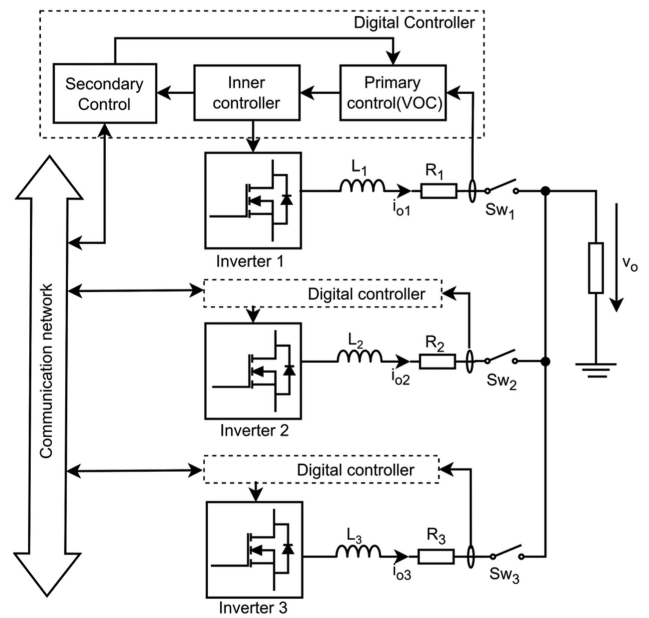 Digital Controller
Secondary
Control
Inner
controller
Primary
control(VOC)
L1
R1
io1
Sw1
Inverter 1
vo
Digital controller
L2
R2
io2
Sw2
Inverter 2
Communication network
Digital controller
L3
R3
io3
Sw3
Inverter 3